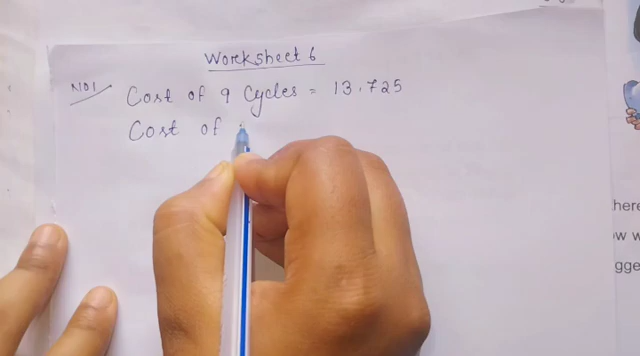 Worksheet 6
NO1
Cost of 9 Cycles = 13.725
Cost of